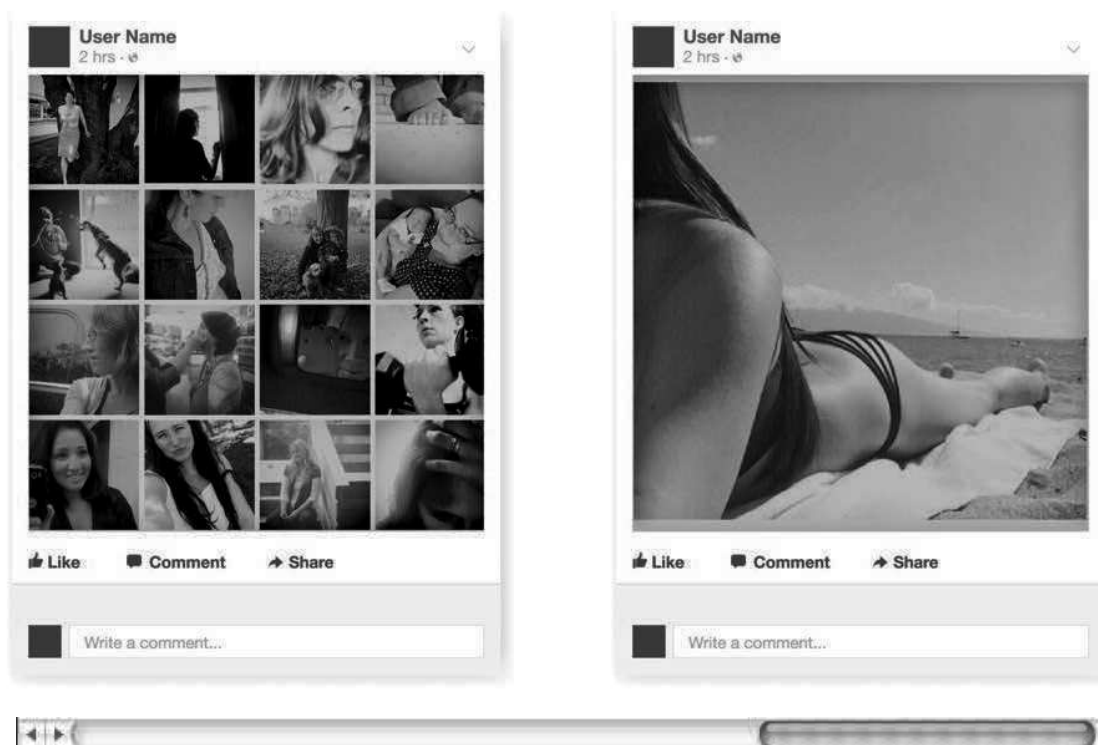 User Name
2 hrs ·
Like Comment Share
Write a comment...
User Name
2 hrs ·
Like Comment Share
Write a comment...